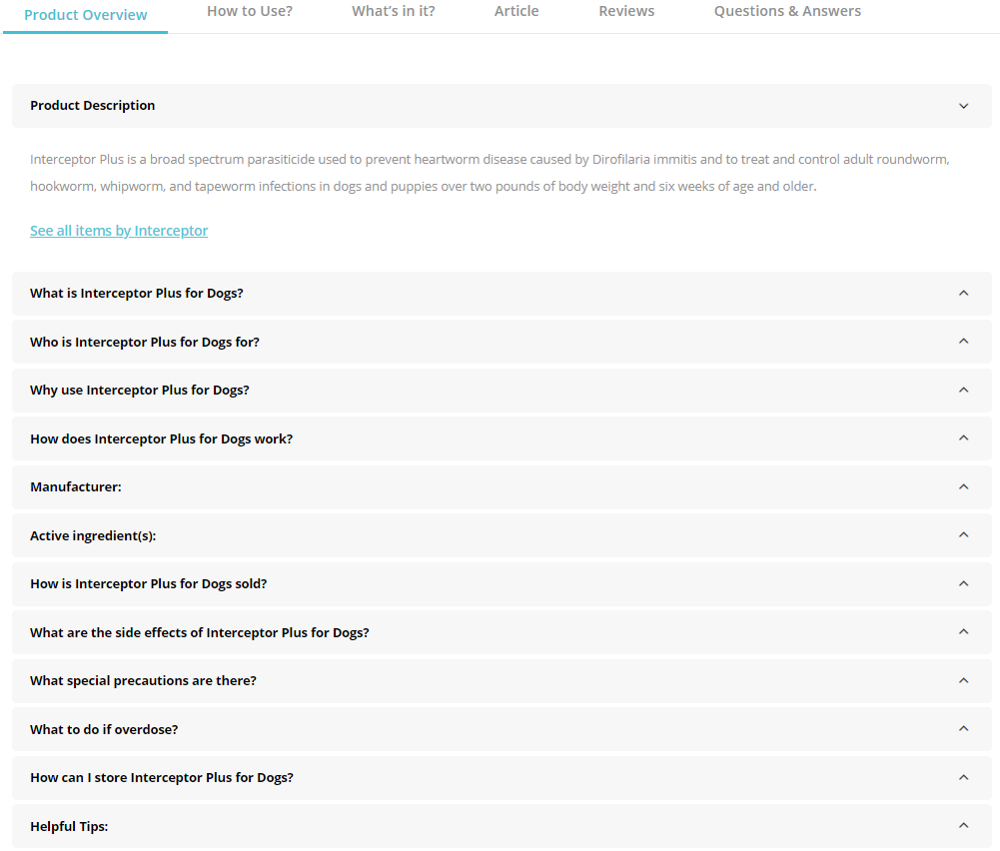 Product Overview
How to Use?
What's in it?
Article
Reviews
Questions & Answers
Product Description
Interceptor Plus is a broad spectrum parasiticide used to prevent heartworm disease caused by Dirofilaria immitis and to treat and control adult roundworm,
hookworm, whipworm, and tapeworm infections in dogs and puppies over two pounds of body weight and six weeks of age and older.
See all items by Interceptor
What is Interceptor Plus for Dogs?
Who is Interceptor Plus for Dogs for?
Why use Interceptor Plus for Dogs?
How does Interceptor Plus for Dogs work?
Manufacturer:
Active ingredient(s):
How is Interceptor Plus for Dogs sold?
What are the side effects of Interceptor Plus for Dogs?
What special precautions are there?
What to do if overdose?
How can I store Interceptor Plus for Dogs?
Helpful Tips: